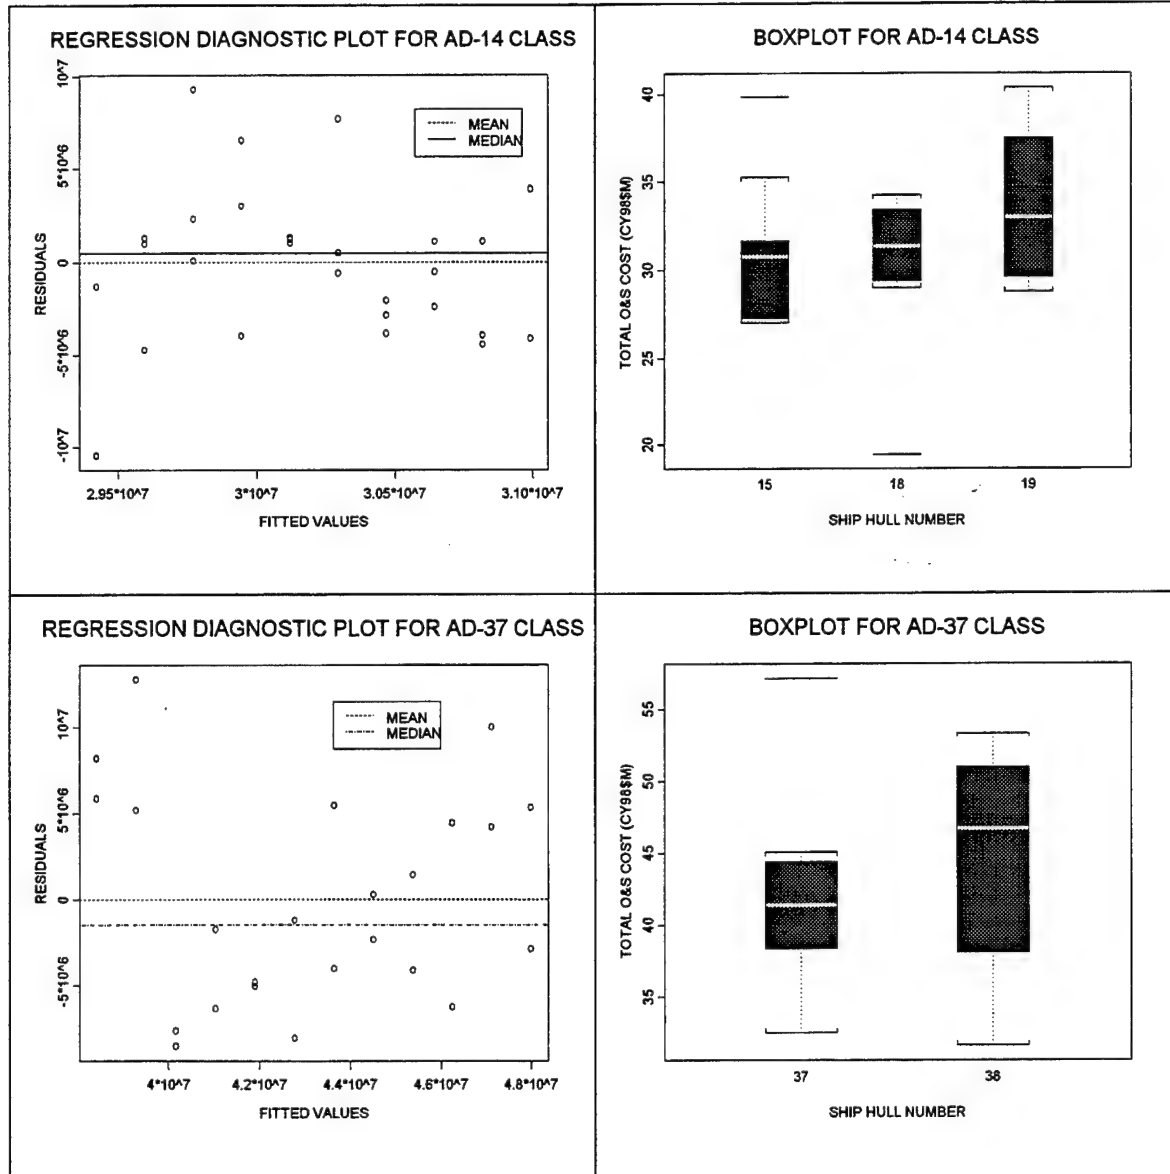 REGRESSION DIAGNOSTIC PLOT FOR AD-14 CLASS
10^7
5*10^6
0
-5*10^6
-10^7
RESIDUALS
MEAN
MEDIAN
2.95*10^7 3*10^7 3.05*10^7 3.10*10^7
FITTED VALUES
BOXPLOT FOR AD-14 CLASS
40
35
30
25
20
TOTAL O&S COST (CY98$M)
15 18 19
SHIP HULL NUMBER
REGRESSION DIAGNOSTIC PLOT FOR AD-37 CLASS
10^7
5*10^6
0
-5*10^6
RESIDUALS
MEAN
MEDIAN
4*10^7 4.2*10^7 4.4*10^7 4.6*10^7 4.8*10^7
FITTED VALUES
BOXPLOT FOR AD-37 CLASS
55
50
45
40
35
TOTAL O&S COST (CY98$M)
37 38
SHIP HULL NUMBER